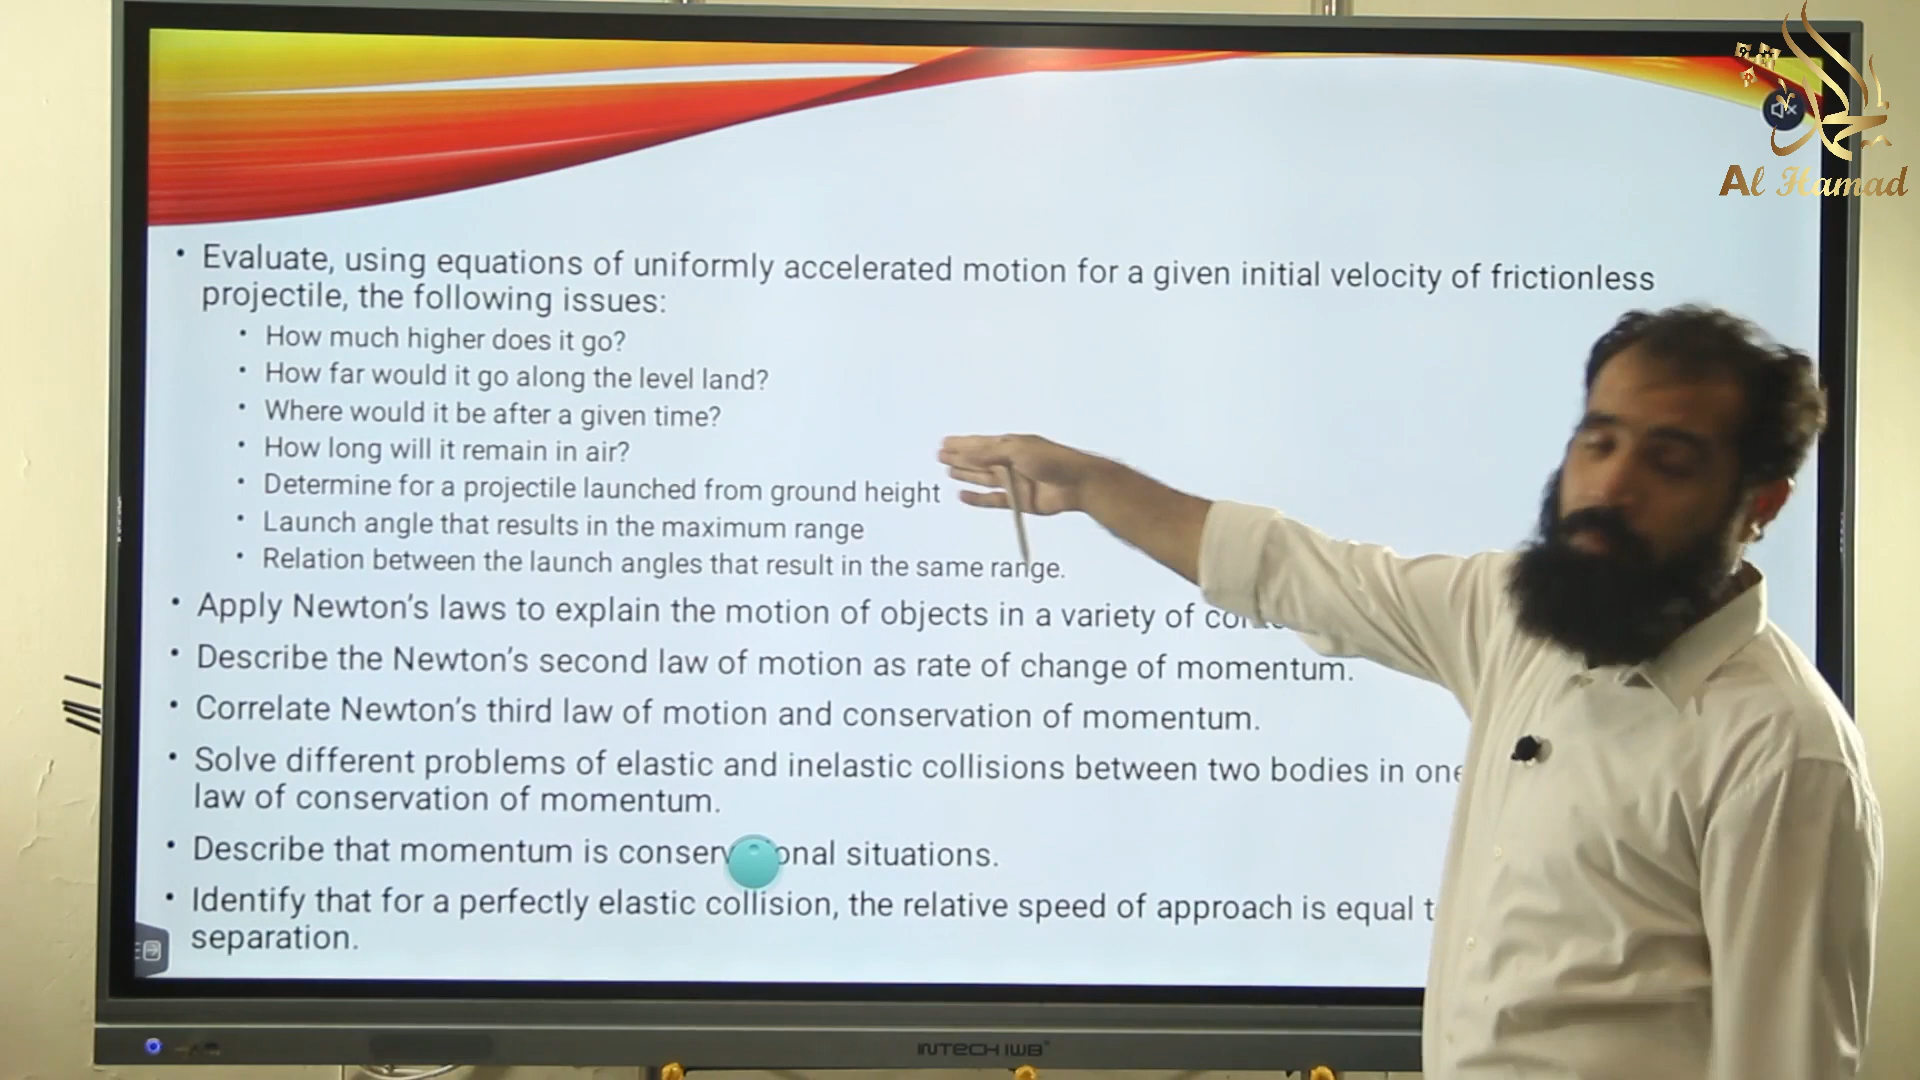 Al Hamad
• Evaluate, using equations of uniformly accelerated motion for a given initial velocity of frictionless
projectile, the following issues:
• How much higher does it go?
• How far would it go along the level land?
• Where would it be after a given time?
• How long will it remain in air?
• Determine for a projectile launched from ground height
• Launch angle that results in the maximum range
• Relation between the launch angles that result in the same range.
• Apply Newton's laws to explain the motion of objects in a variety of
• Describe the Newton's second law of motion as rate of change of momentum.
• Correlate Newton's third law of motion and conservation of momentum.
• Solve different problems of elastic and inelastic collisions between two bodies in one
law of conservation of momentum.
• Describe that momentum is situations.
• Identify that for a perfectly elastic collision, the relative speed of approach is equal
separation.
INTECH IWB